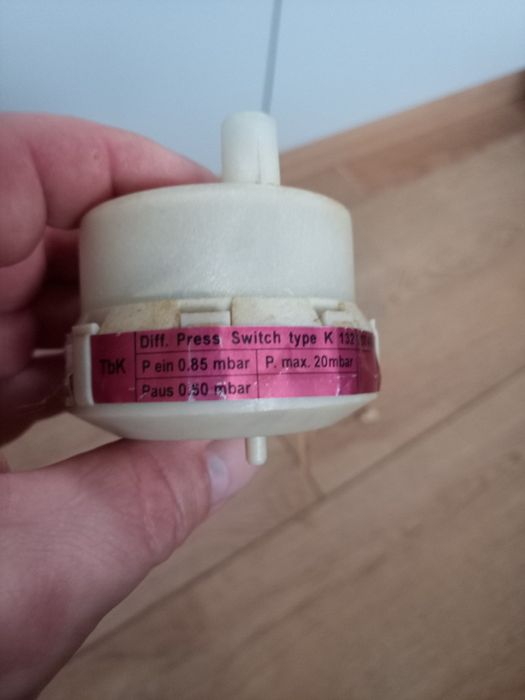 TbK
Diff. Press. Switch type K 132
P ein 0.85 mbar P. max. 20mbar
Paus 0.50 mbar